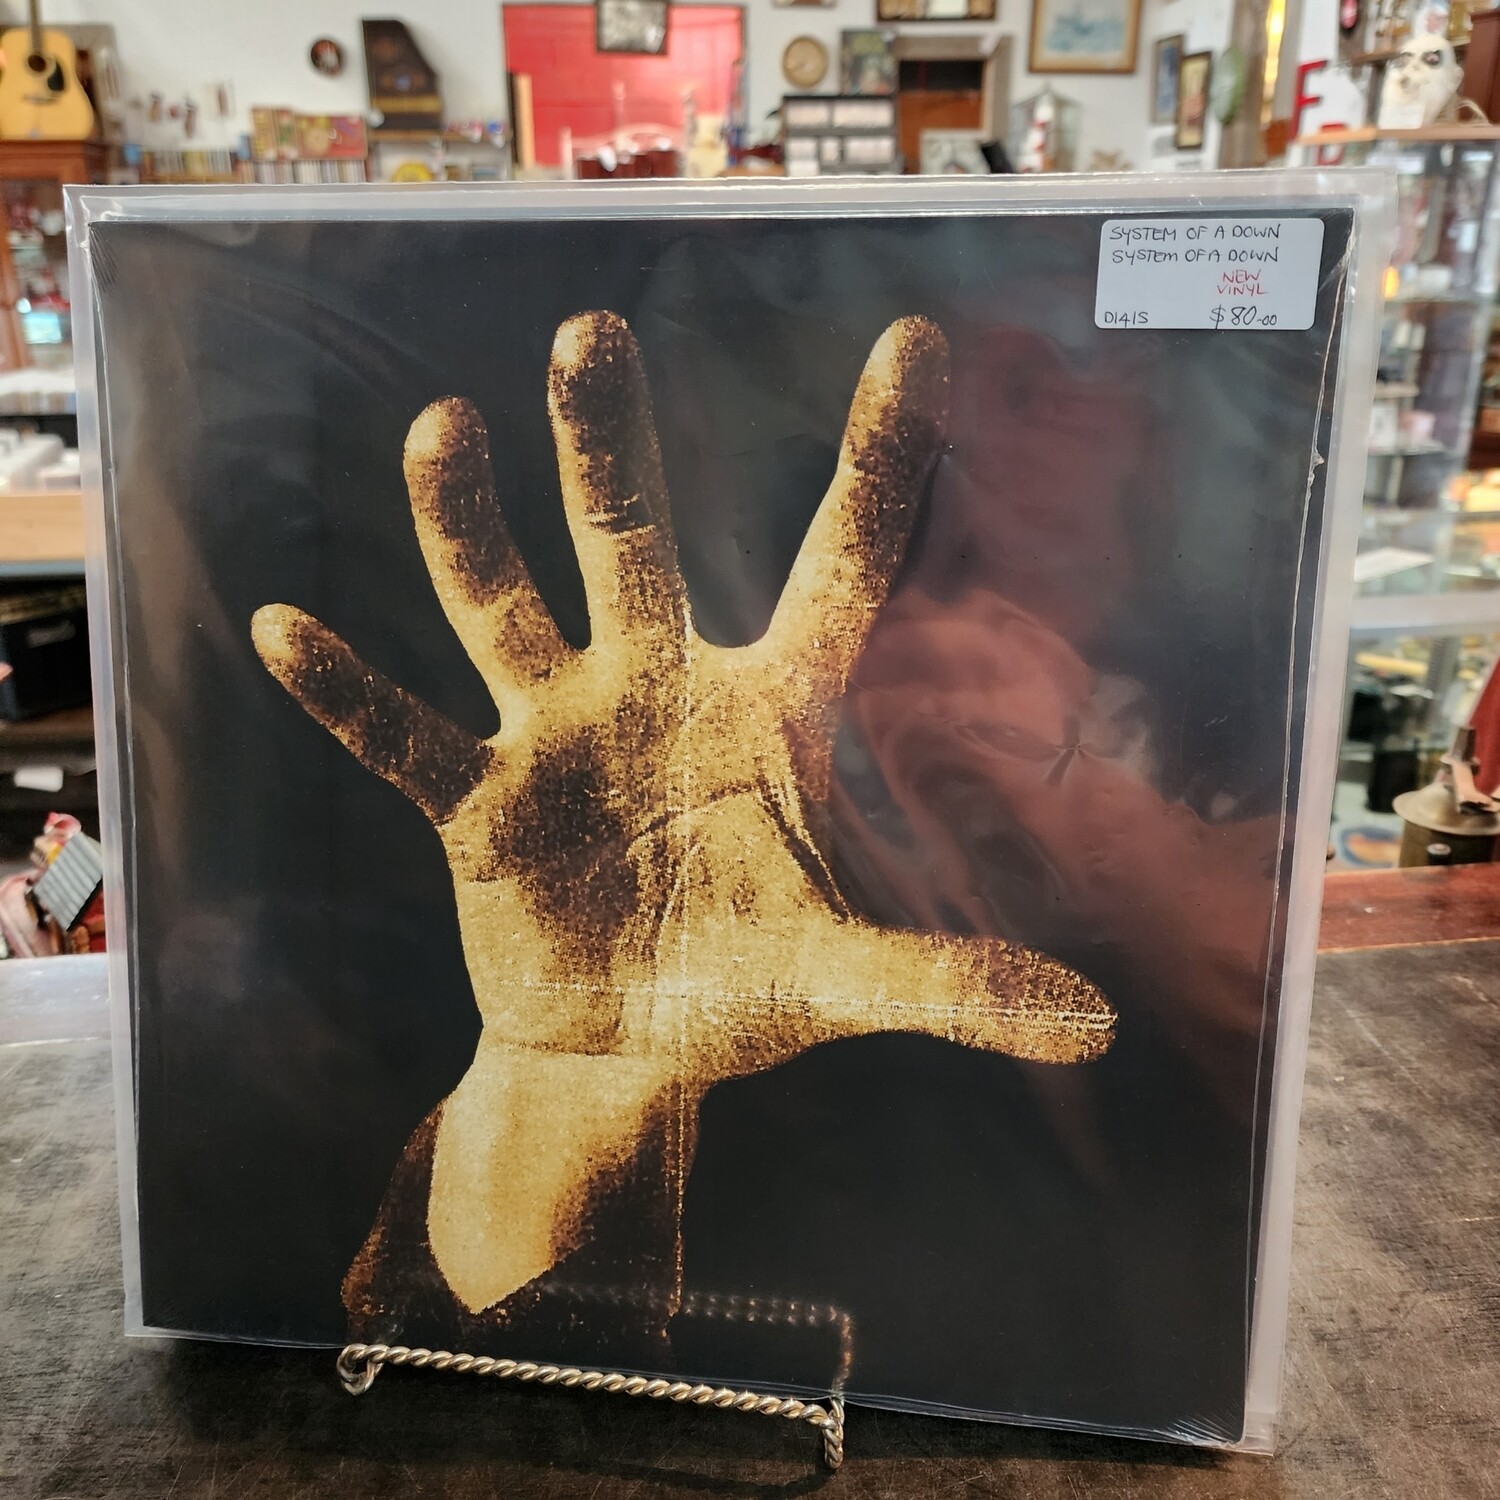 SYSTEM OF A DOWN
SYSTEM OF A DOWN
NEW
VINYL
D141S $80-00